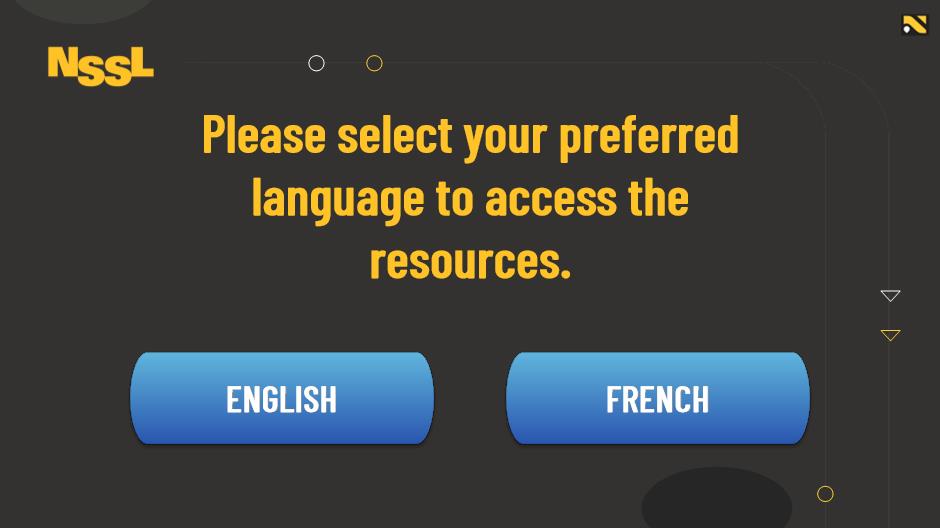 NSSL
Please select your preferred
language to access the
resources.
ENGLISH
FRENCH